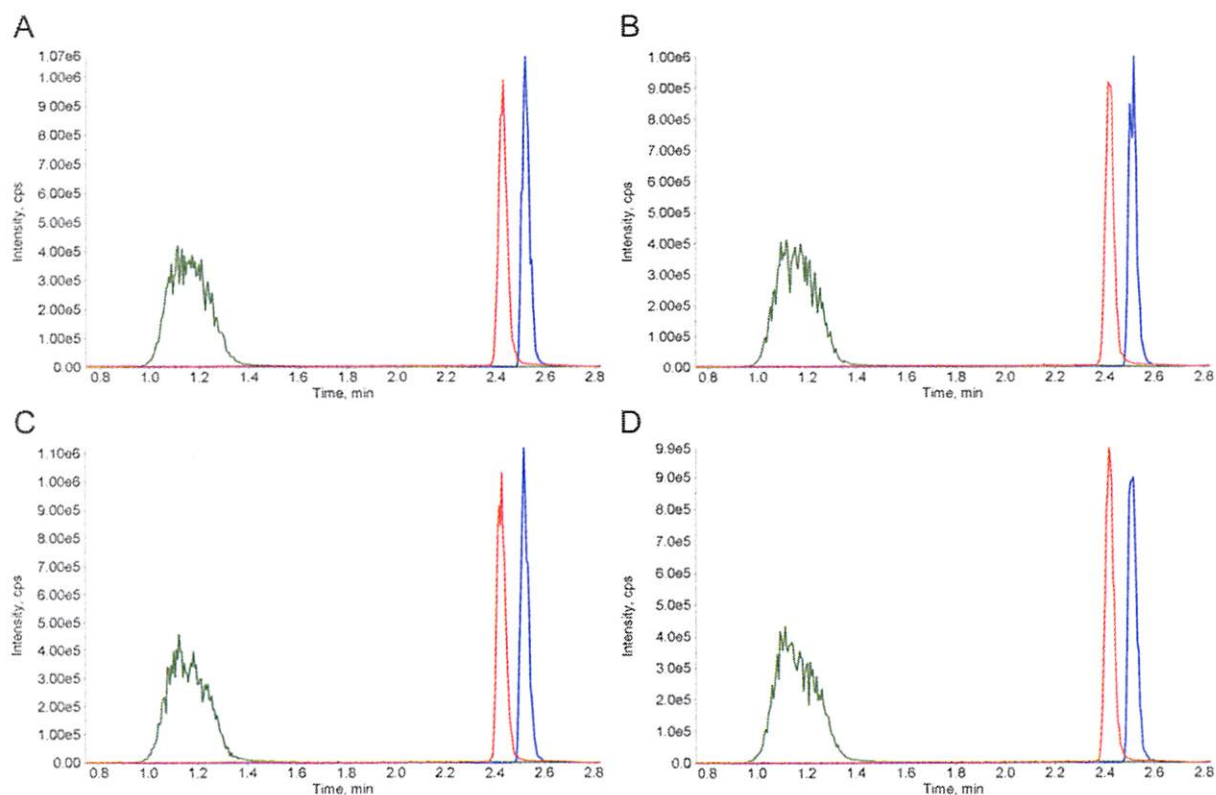 A
1.07e6
1.00e6
9.00e5
8.00e5
7.00e5
6.00e5
5.00e5
4.00e5
3.00e5
2.00e5
1.00e5
0.00
Intensity, cps
0.8 1.0 1.2 1.4 1.6 1.8 2.0 2.2 2.4 2.6 2.8
Time, min
B
1.00e6
9.00e5
8.00e5
7.00e5
6.00e5
5.00e5
4.00e5
3.00e5
2.00e5
1.00e5
0.00
Intensity, cps
0.8 1.0 1.2 1.4 1.6 1.8 2.0 2.2 2.4 2.6 2.8
Time, min
C
1.10e6
1.00e6
9.00e5
8.00e5
7.00e5
6.00e5
5.00e5
4.00e5
3.00e5
2.00e5
1.00e5
0.00
Intensity, cps
0.8 1.0 1.2 1.4 1.6 1.8 2.0 2.2 2.4 2.6 2.8
Time, min
D
9.9e5
9.0e5
8.0e5
7.0e5
6.0e5
5.0e5
4.0e5
3.0e5
2.0e5
1.0e5
0.0
Intensity, cps
0.8 1.0 1.2 1.4 1.6 1.8 2.0 2.2 2.4 2.6 2.8
Time, min